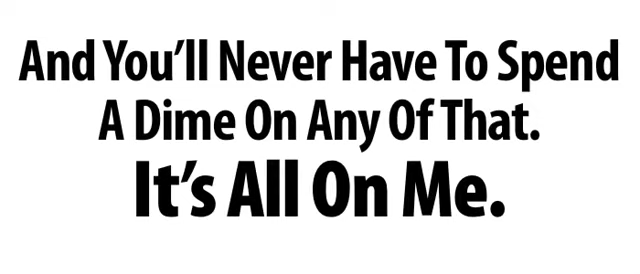 And You’ll Never Have To Spend
A Dime On Any Of That.
It’s All On Me.